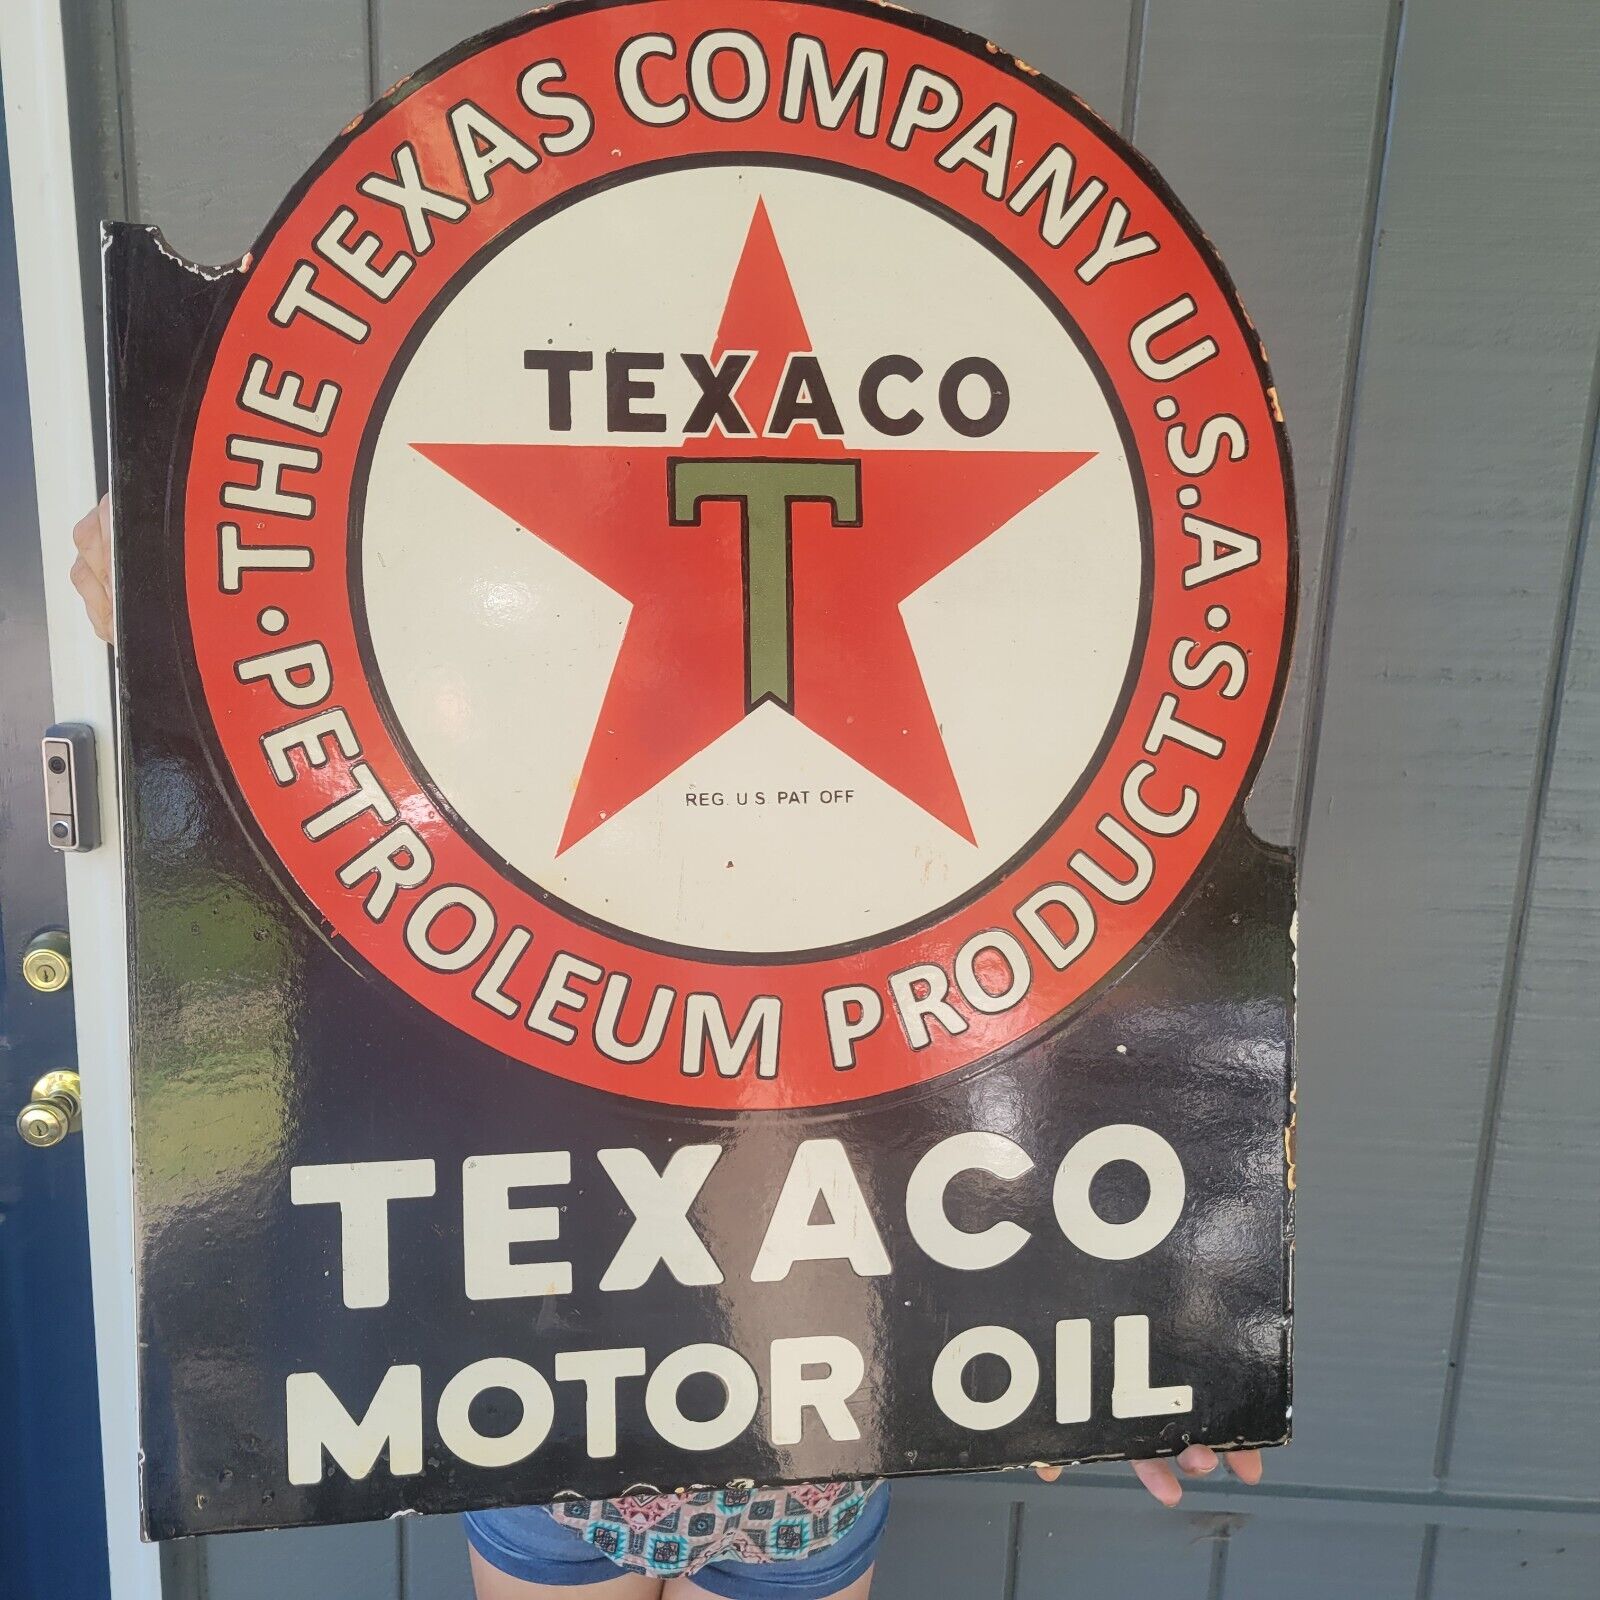 THE TEXAS COMPANY U.S.A.
TEXACO
T
REG. U S. PAT OFF
PETROLEUM PRODUCTS
TEXACO
MOTOR OIL